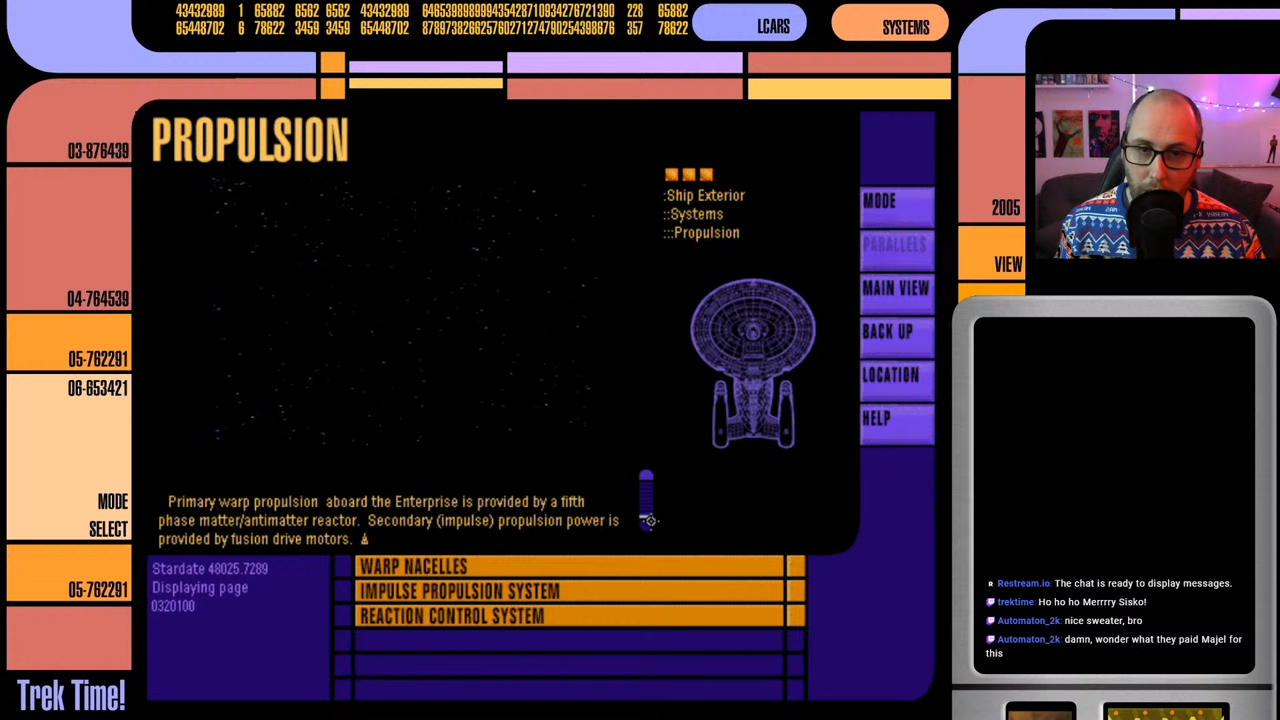 43432989 1 65882 6562 6562 43432989 64653989899943542871093427672139​0 228 65882
65448702 6 78622 3459 3459 65448702 87897382662576027127479025439867​6 357 78622
LCARS
SYSTEMS
03-876439
04-764539
05-762291
06-653421
MODE
SELECT
05-762291
Trek Time!
PROPULSION
:Ship Exterior
::Systems
:::Propulsion
MODE
PARALLELS
MAIN VIEW
BACK UP
LOCATION
HELP
Primary warp propulsion aboard the Enterprise is provided by a fifth
phase matter/antimatter reactor. Secondary (impulse) propulsion power is
provided by fusion drive motors.
Stardate 48025.7289
Displaying page
0320100
WARP NACELLES
IMPULSE PROPULSION SYSTEM
REACTION CONTROL SYSTEM
2005
VIEW
R Restream.io: The chat is ready to display messages.
trektime: Ho ho ho Merrrry Sisko!
Automaton_2k: nice sweater, bro
Automaton_2k: damn, wonder what they paid Majel for
this